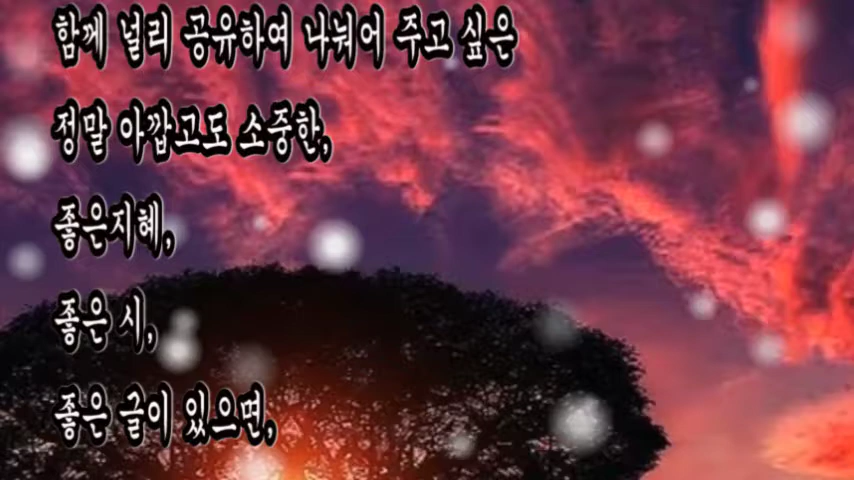 함께 널리 공유하여 나눠어 주고 싶은
정말 아깝고도 소중한,
좋은지혜,
좋은 시,
좋은 글이 있으면,